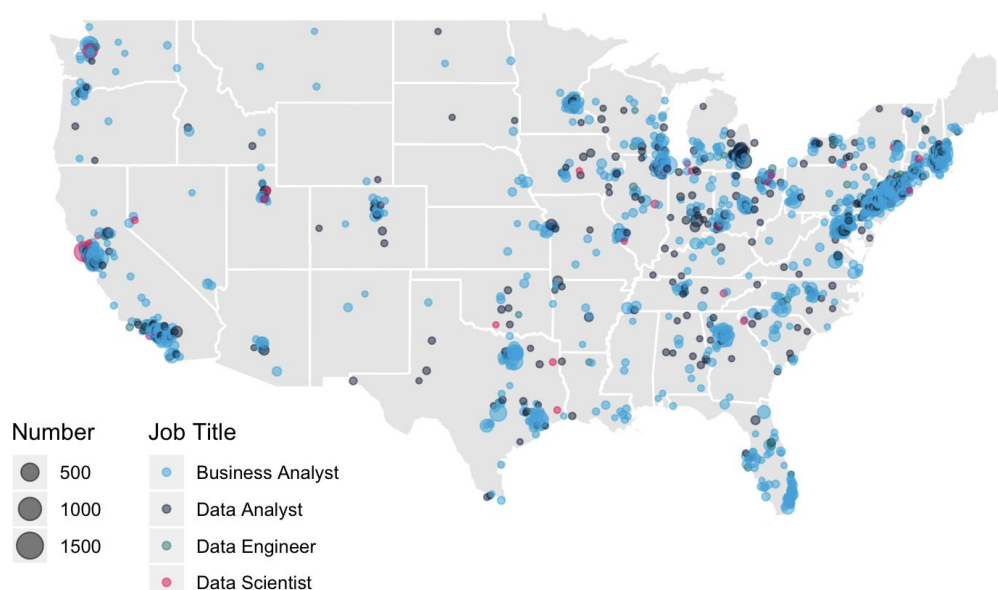 Number
500
1000
1500
Job Title
Business Analyst
Data Analyst
Data Engineer
Data Scientist